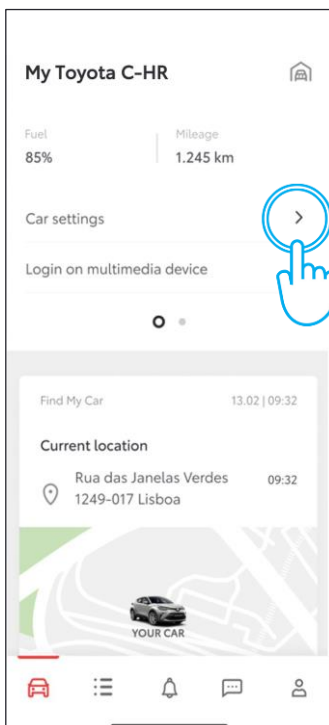 My Toyota C-HR
Fuel
Mileage
85%
1.245 km
Car settings
Login on multimedia device
Find My Car
13.02 | 09:32
Current location
Rua das Janelas Verdes
09:32
1249-017 Lisboa
YOUR CAR